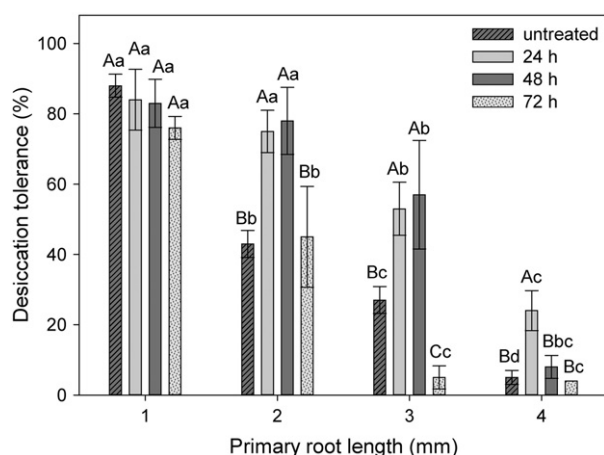 Desiccation tolerance (%)
100
80
60
40
20
0
Aa
Aa
Aa
Aa
Bb
Aa
Aa
Bb
Bc
Ab
Ab
Cc
Bd
Ac
Bbc
Bc
untreated
24 h
48 h
72 h
1 2 3 4
Primary root length (mm)